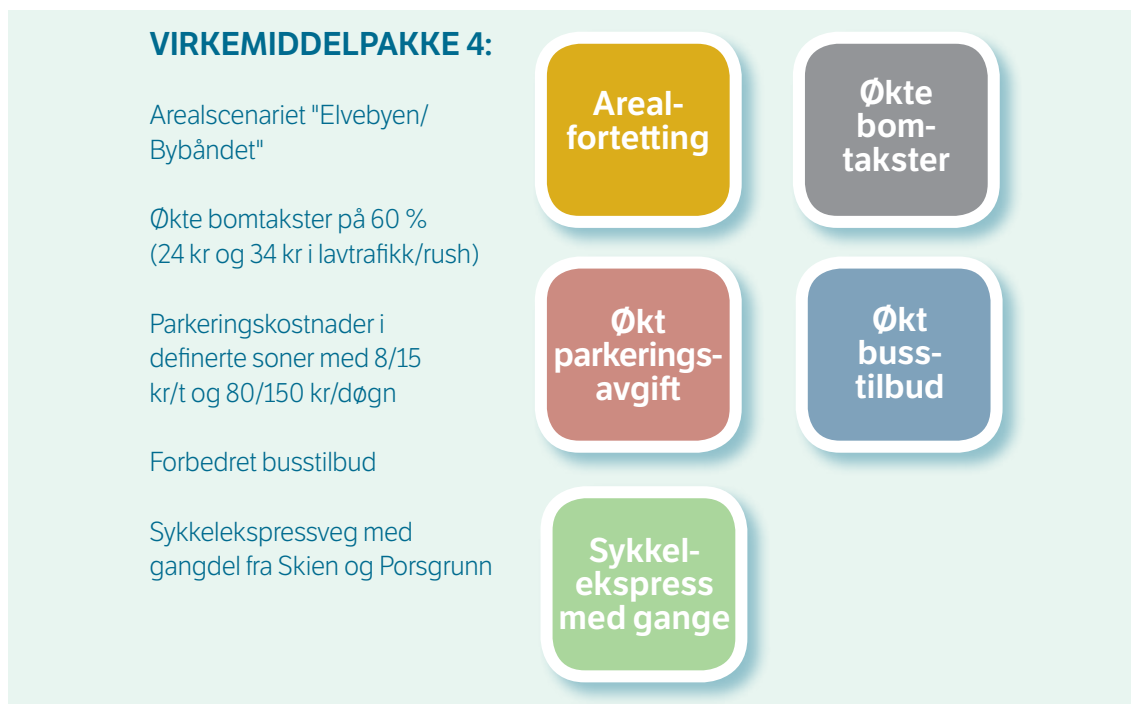 VIRKEMIDDELPAKKE 4:
Arealscenariet "Elvebyen/
Bybåndet"
Økte bomtakster på 60 %
(24 kr og 34 kr i lavtrafikk/rush)
Parkeringskostnader i
definerte soner med 8/15
kr/t og 80/150 kr/døgn
Forbedret busstilbud
Sykkelekspressveg med
gangdel fra Skien og Porsgrunn
Areal-
fortetting
Økte
bom-
takster
Økt
parkerings-
avgift
Økt
buss-
tilbud
Sykkel-
ekspress
med gange